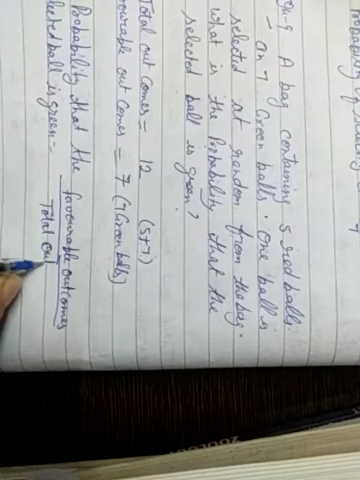 Probability of
7
Q-9 A bag containing 5 red balls.
an 7 Green balls. One ball is
selected at random from the bag.
what is the Probability that the
selected ball is green?
Total out comes = 12 (5+7)
favourable out comes = 7 (7 Green balls)
Probability that the favourable outcomes
selected ball is green = Total out